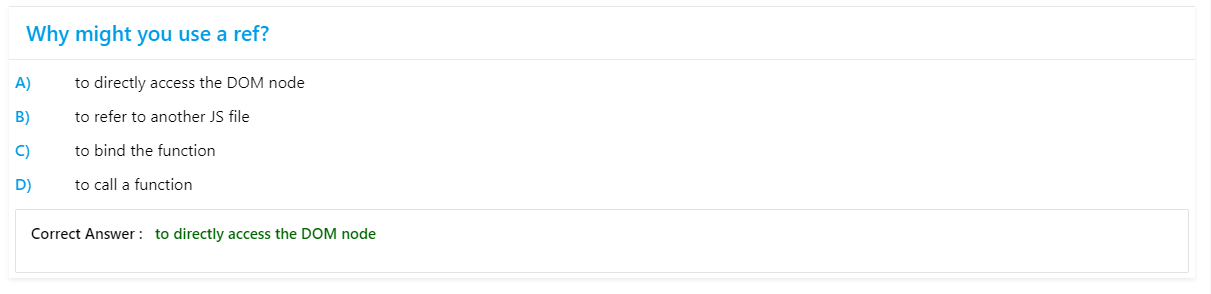 Why might you use a ref?
A) to directly access the DOM node
B) to refer to another JS file
C) to bind the function
D) to call a function
Correct Answer : to directly access the DOM node